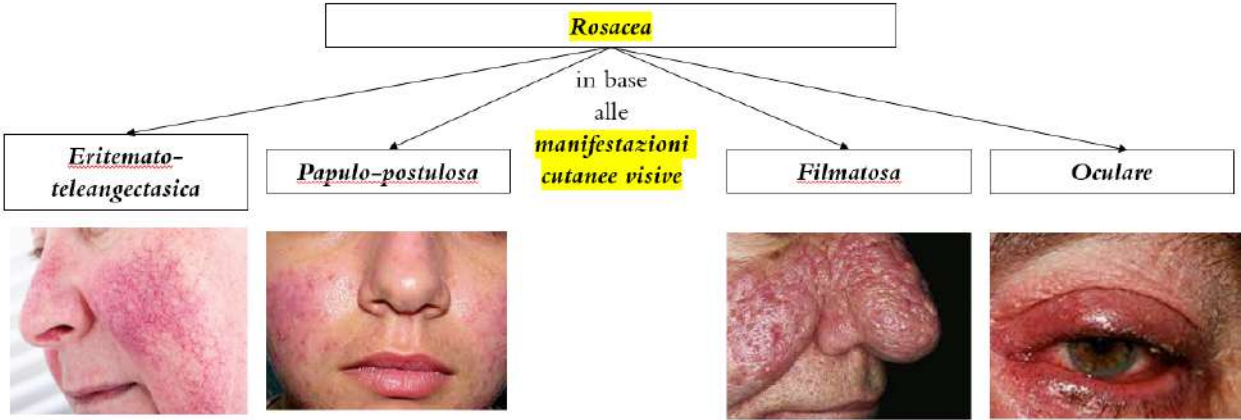 Rosacea
in base
alle
manifestazioni
cutanee visive
Eritemato-
teleangectasica
Papulo-postulosa
Filmatosa
Oculare